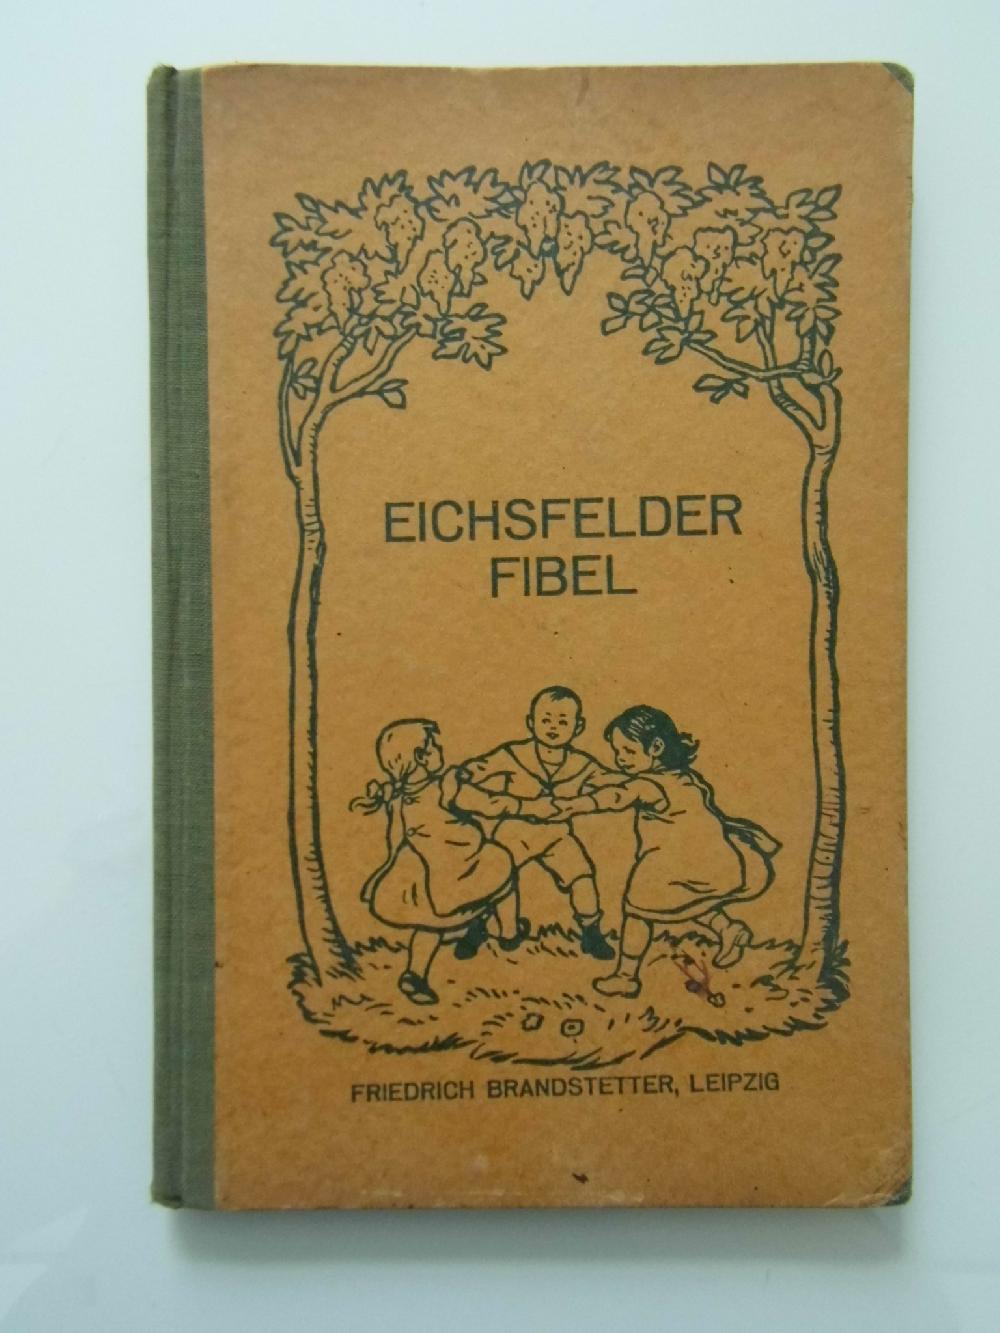 EICHSFELDER
FIBEL
FRIEDRICH BRANDSTETTER, LEIPZIG